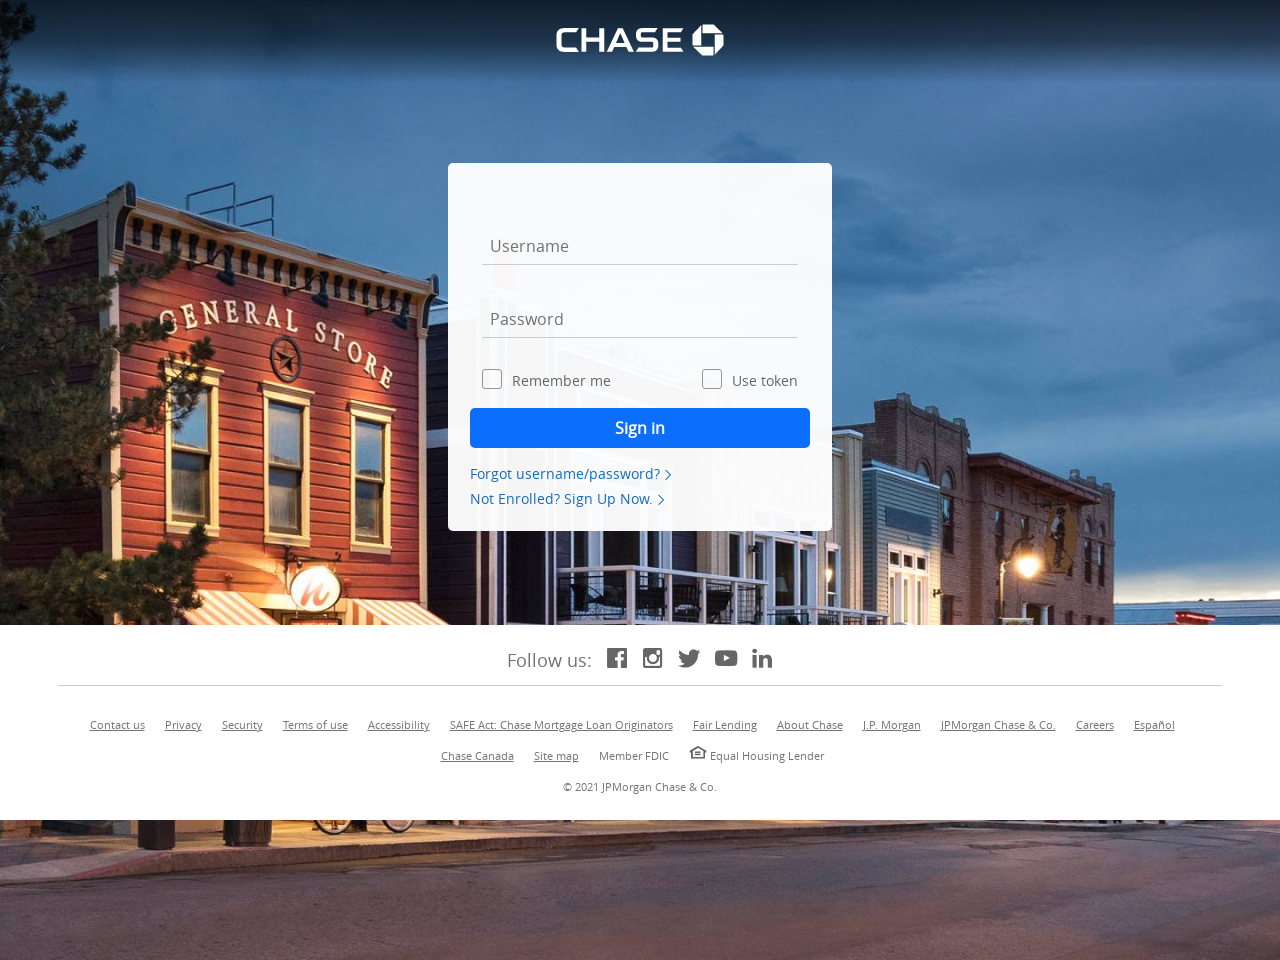 CHASE
GENERAL STORE
Username
Password
Remember me Use token
Sign in
Forgot username/password?
Not Enrolled? Sign Up Now.
Follow us:
Contact us Privacy Security Terms of use Accessibility SAFE Act: Chase Mortgage Loan Originators Fair Lending About Chase J.P. Morgan JPMorgan Chase & Co. Careers Español
Chase Canada Site map Member FDIC Equal Housing Lender
© 2021 JPMorgan Chase & Co.